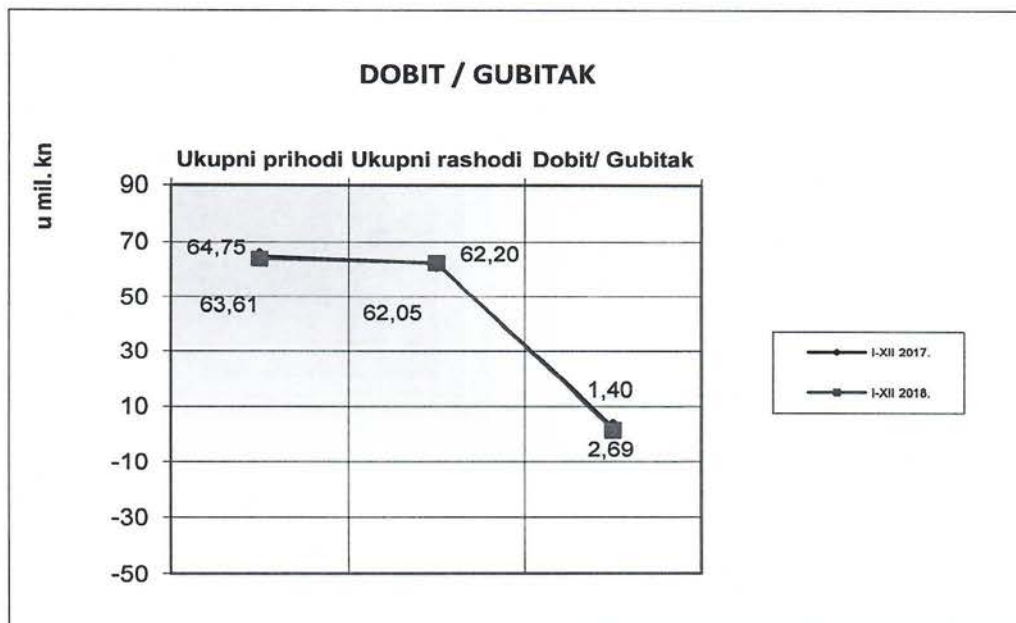 DOBIT / GUBITAK
u mil. kn
Ukupni prihodi Ukupni rashodi Dobit/ Gubitak
90
70
50
30
10
-10
-30
-50
64,75
62,20
63,61
62,05
1,40
2,69
I-XII 2017.
I-XII 2018.